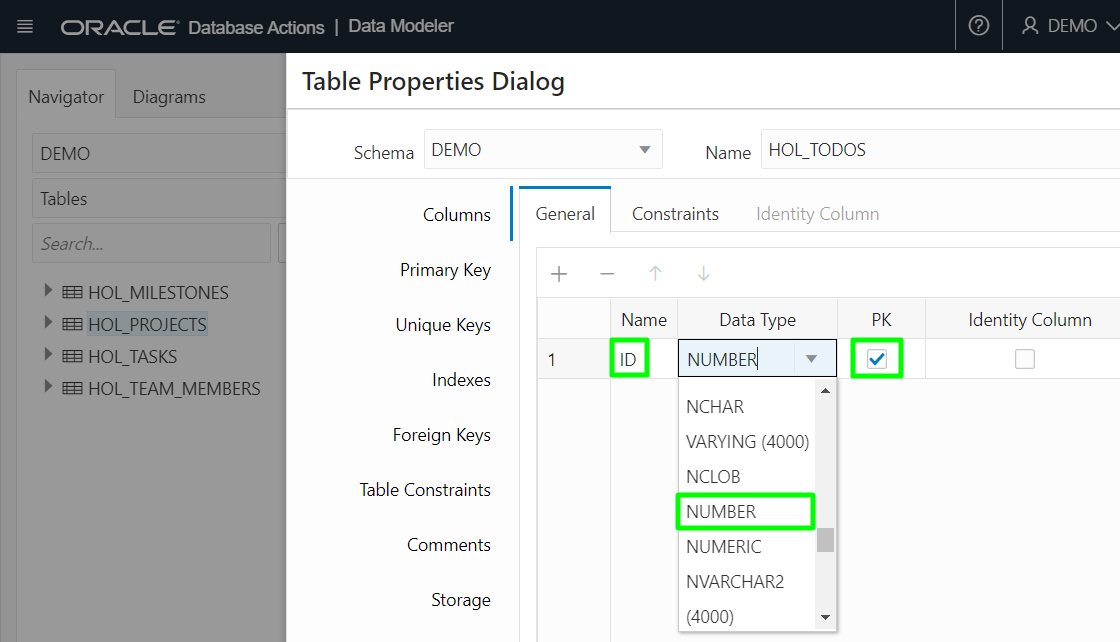 ORACLE Database Actions | Data Modeler
DEMO
Navigator
Diagrams
DEMO
Tables
Search...
HOL_MILESTONES
HOL_PROJECTS
HOL_TASKS
HOL_TEAM_MEMBERS
Table Properties Dialog
Schema
DEMO
Name
HOL_TODOS
Columns
Primary Key
Unique Keys
Indexes
Foreign Keys
Table Constraints
Comments
Storage
General
Constraints
Identity Column
Name
Data Type
PK
Identity Column
1
ID
NUMBER
NCHAR
VARYING (4000)
NCLOB
NUMBER
NUMERIC
NVARCHAR2
(4000)